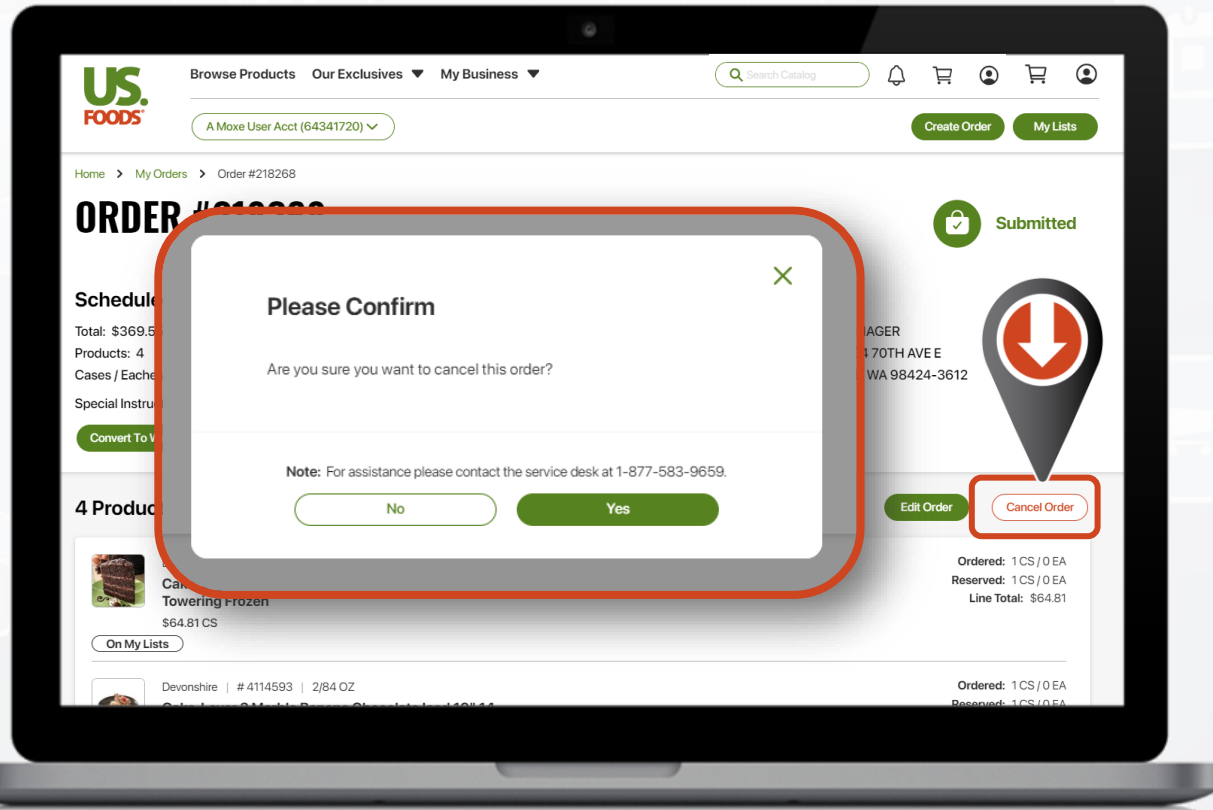 US.
FOODS®
Browse Products Our Exclusives My Business
Search Catalog
A Moxe User Acct (64341720)
Create Order My Lists
Home > My Orders > Order #218268
ORDER
Submitted
Please Confirm
Are you sure you want to cancel this order?
Note: For assistance please contact the service desk at 1-877-583-9659.
No Yes
Total: $369.5
Products: 4
Cases / Eache
70TH AVE E
WA 98424-3612
Convert To
4 Produc
Edit Order Cancel Order
Towering Frozen
$64.81 CS
On My Lists
Ordered: 1 CS / 0 EA
Reserved: 1 CS / 0 EA
Line Total: $64.81
Devonshire | # 4114593 | 2/84 OZ
Ordered: 1 CS / 0 EA
Reserved: 1 CS / 0 EA